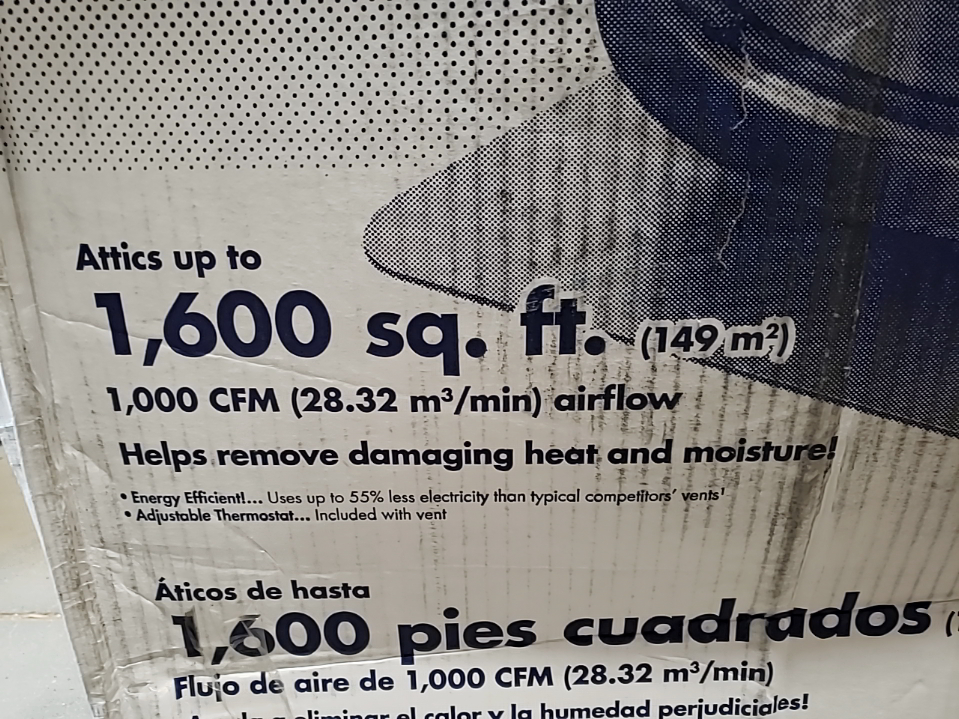 Attics up to
1,600 sq. ft. (149 m²)
1,000 CFM (28.32 m³/min) airflow
Helps remove damaging heat and moisture!
• Energy Efficient!... Uses up to 55% less electricity than typical competitors' vents¹
• Adjustable Thermostat... Included with vent
Áticos de hasta
1,600 pies cuadrados
Flujo de aire de 1,000 CFM (28.32 m³/min)
a eliminar el calor y la humedad perjudiciales!